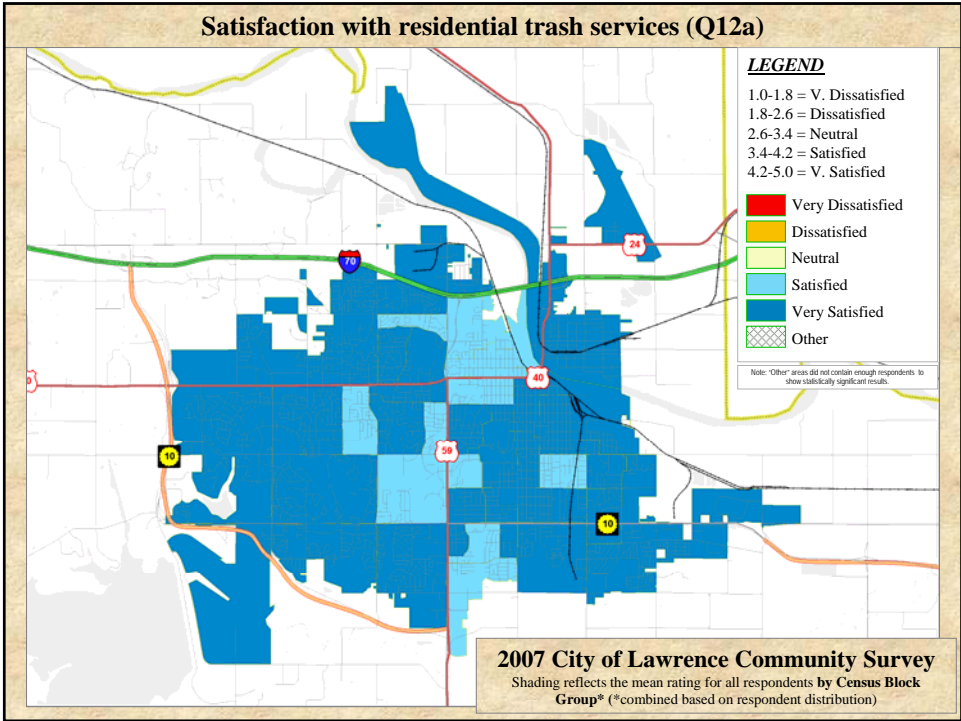 Satisfaction with residential trash services (Q12a)
LEGEND
1.0-1.8 = V. Dissatisfied
1.8-2.6 = Dissatisfied
2.6-3.4 = Neutral
3.4-4.2 = Satisfied
4.2-5.0 = V. Satisfied
Very Dissatisfied
Dissatisfied
Neutral
Satisfied
Very Satisfied
Other
Note: "Other" areas did not contain enough respondents to
show statistically significant results.
24
70
0
40
59
10
10
2007 City of Lawrence Community Survey
Shading reflects the mean rating for all respondents by Census Block
Group* (*combined based on respondent distribution)